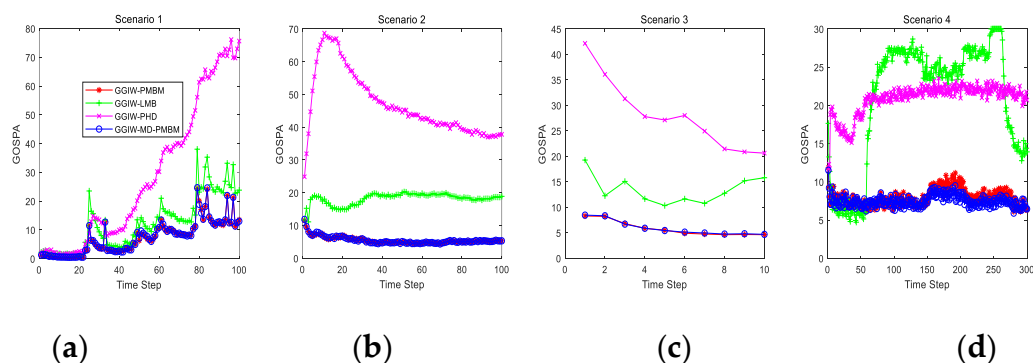 Scenario 1
80
70
60
50
40
30
20
10
0
GOSPA
0 20 40 60 80 100
Time Step
GGIW-PMBM
GGIW-LMB
GGIW-PHD
GGIW-MD-PMBM
(a)
Scenario 2
70
60
50
40
30
20
10
0
GOSPA
0 20 40 60 80 100
Time Step
(b)
Scenario 3
45
40
35
30
25
20
15
10
5
0
GOSPA
0 2 4 6 8 10
Time Step
(c)
Scenario 4
30
25
20
15
10
5
0
GOSPA
0 50 100 150 200 250 300
Time Step
(d)